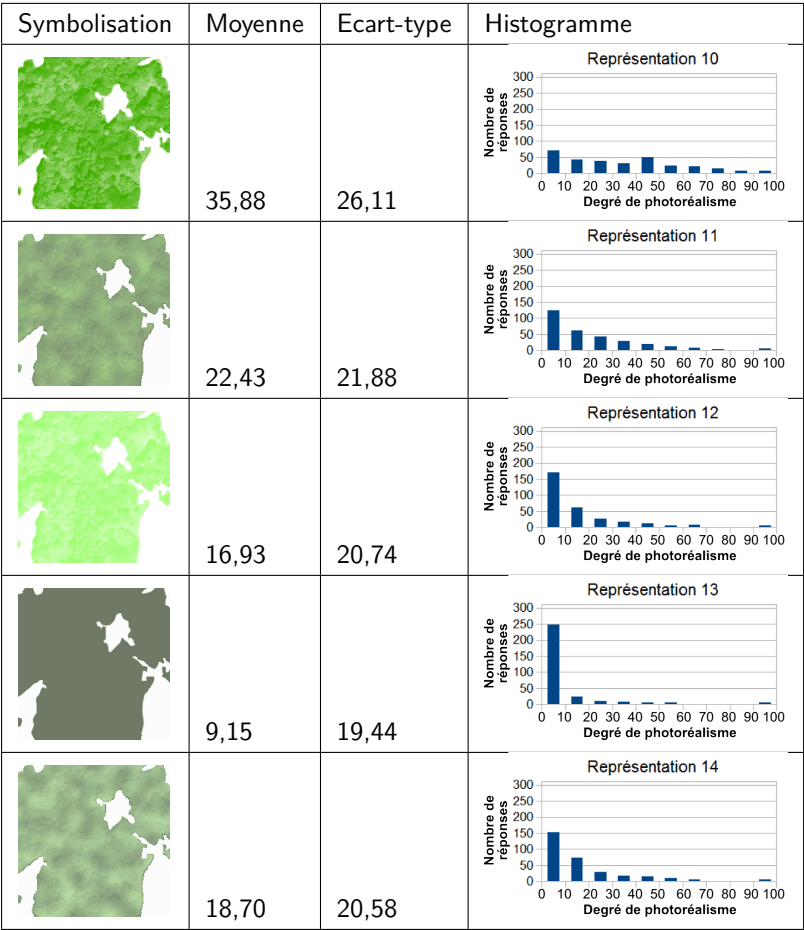 Symbolisation Moyenne Ecart-type Histogramme
Représentation 10
Nombre de
réponses
300
250
200
150
100
50
0
0 10 20 30 40 50 60 70 80 90 100
Degré de photoréalisme
35,88 26,11
Représentation 11
Nombre de
réponses
300
250
200
150
100
50
0
0 10 20 30 40 50 60 70 80 90 100
Degré de photoréalisme
22,43 21,88
Représentation 12
Nombre de
réponses
300
250
200
150
100
50
0
0 10 20 30 40 50 60 70 80 90 100
Degré de photoréalisme
16,93 20,74
Représentation 13
Nombre de
réponses
300
250
200
150
100
50
0
0 10 20 30 40 50 60 70 80 90 100
Degré de photoréalisme
9,15 19,44
Représentation 14
Nombre de
réponses
300
250
200
150
100
50
0
0 10 20 30 40 50 60 70 80 90 100
Degré de photoréalisme
18,70 20,58